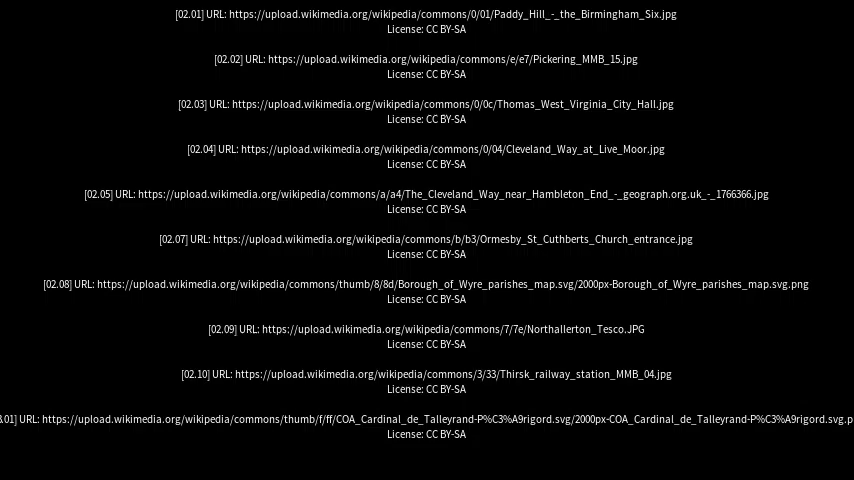 [02.01] URL: https://upload.wikimedia.org/wikipedia/commons/0/01/Paddy_Hill_-_the_Birmingham_Six.jpg
License: CC BY-SA
[02.02] URL: https://upload.wikimedia.org/wikipedia/commons/e/e7/Pickering_MMB_15.jpg
License: CC BY-SA
[02.03] URL: https://upload.wikimedia.org/wikipedia/commons/0/0c/Thomas_West_Virginia_City_Hall.jpg
License: CC BY-SA
[02.04] URL: https://upload.wikimedia.org/wikipedia/commons/0/04/Cleveland_Way_at_Live_Moor.jpg
License: CC BY-SA
[02.05] URL: https://upload.wikimedia.org/wikipedia/commons/a/a4/The_Cleveland_Way_near_Hambleton_End_-_geograph.org.uk_-_1766366.jpg
License: CC BY-SA
[02.07] URL: https://upload.wikimedia.org/wikipedia/commons/b/b3/Ormesby_St_Cuthberts_Church_entrance.jpg
License: CC BY-SA
[02.08] URL: https://upload.wikimedia.org/wikipedia/commons/thumb/8/8d/Borough_of_Wyre_parishes_map.svg/2000px-Borough_of_Wyre_parishes_map.svg.png
License: CC BY-SA
[02.09] URL: https://upload.wikimedia.org/wikipedia/commons/7/7e/Northallerton_Tesco.JPG
License: CC BY-SA
[02.10] URL: https://upload.wikimedia.org/wikipedia/commons/3/33/Thirsk_railway_station_MMB_04.jpg
License: CC BY-SA
.01] URL: https://upload.wikimedia.org/wikipedia/commons/thumb/f/ff/COA_Cardinal_de_Talleyrand-P%C3%A9rigord.svg/2000px-COA_Cardinal_de_Talleyrand-P%C3%A9rigord.svg.p
License: CC BY-SA